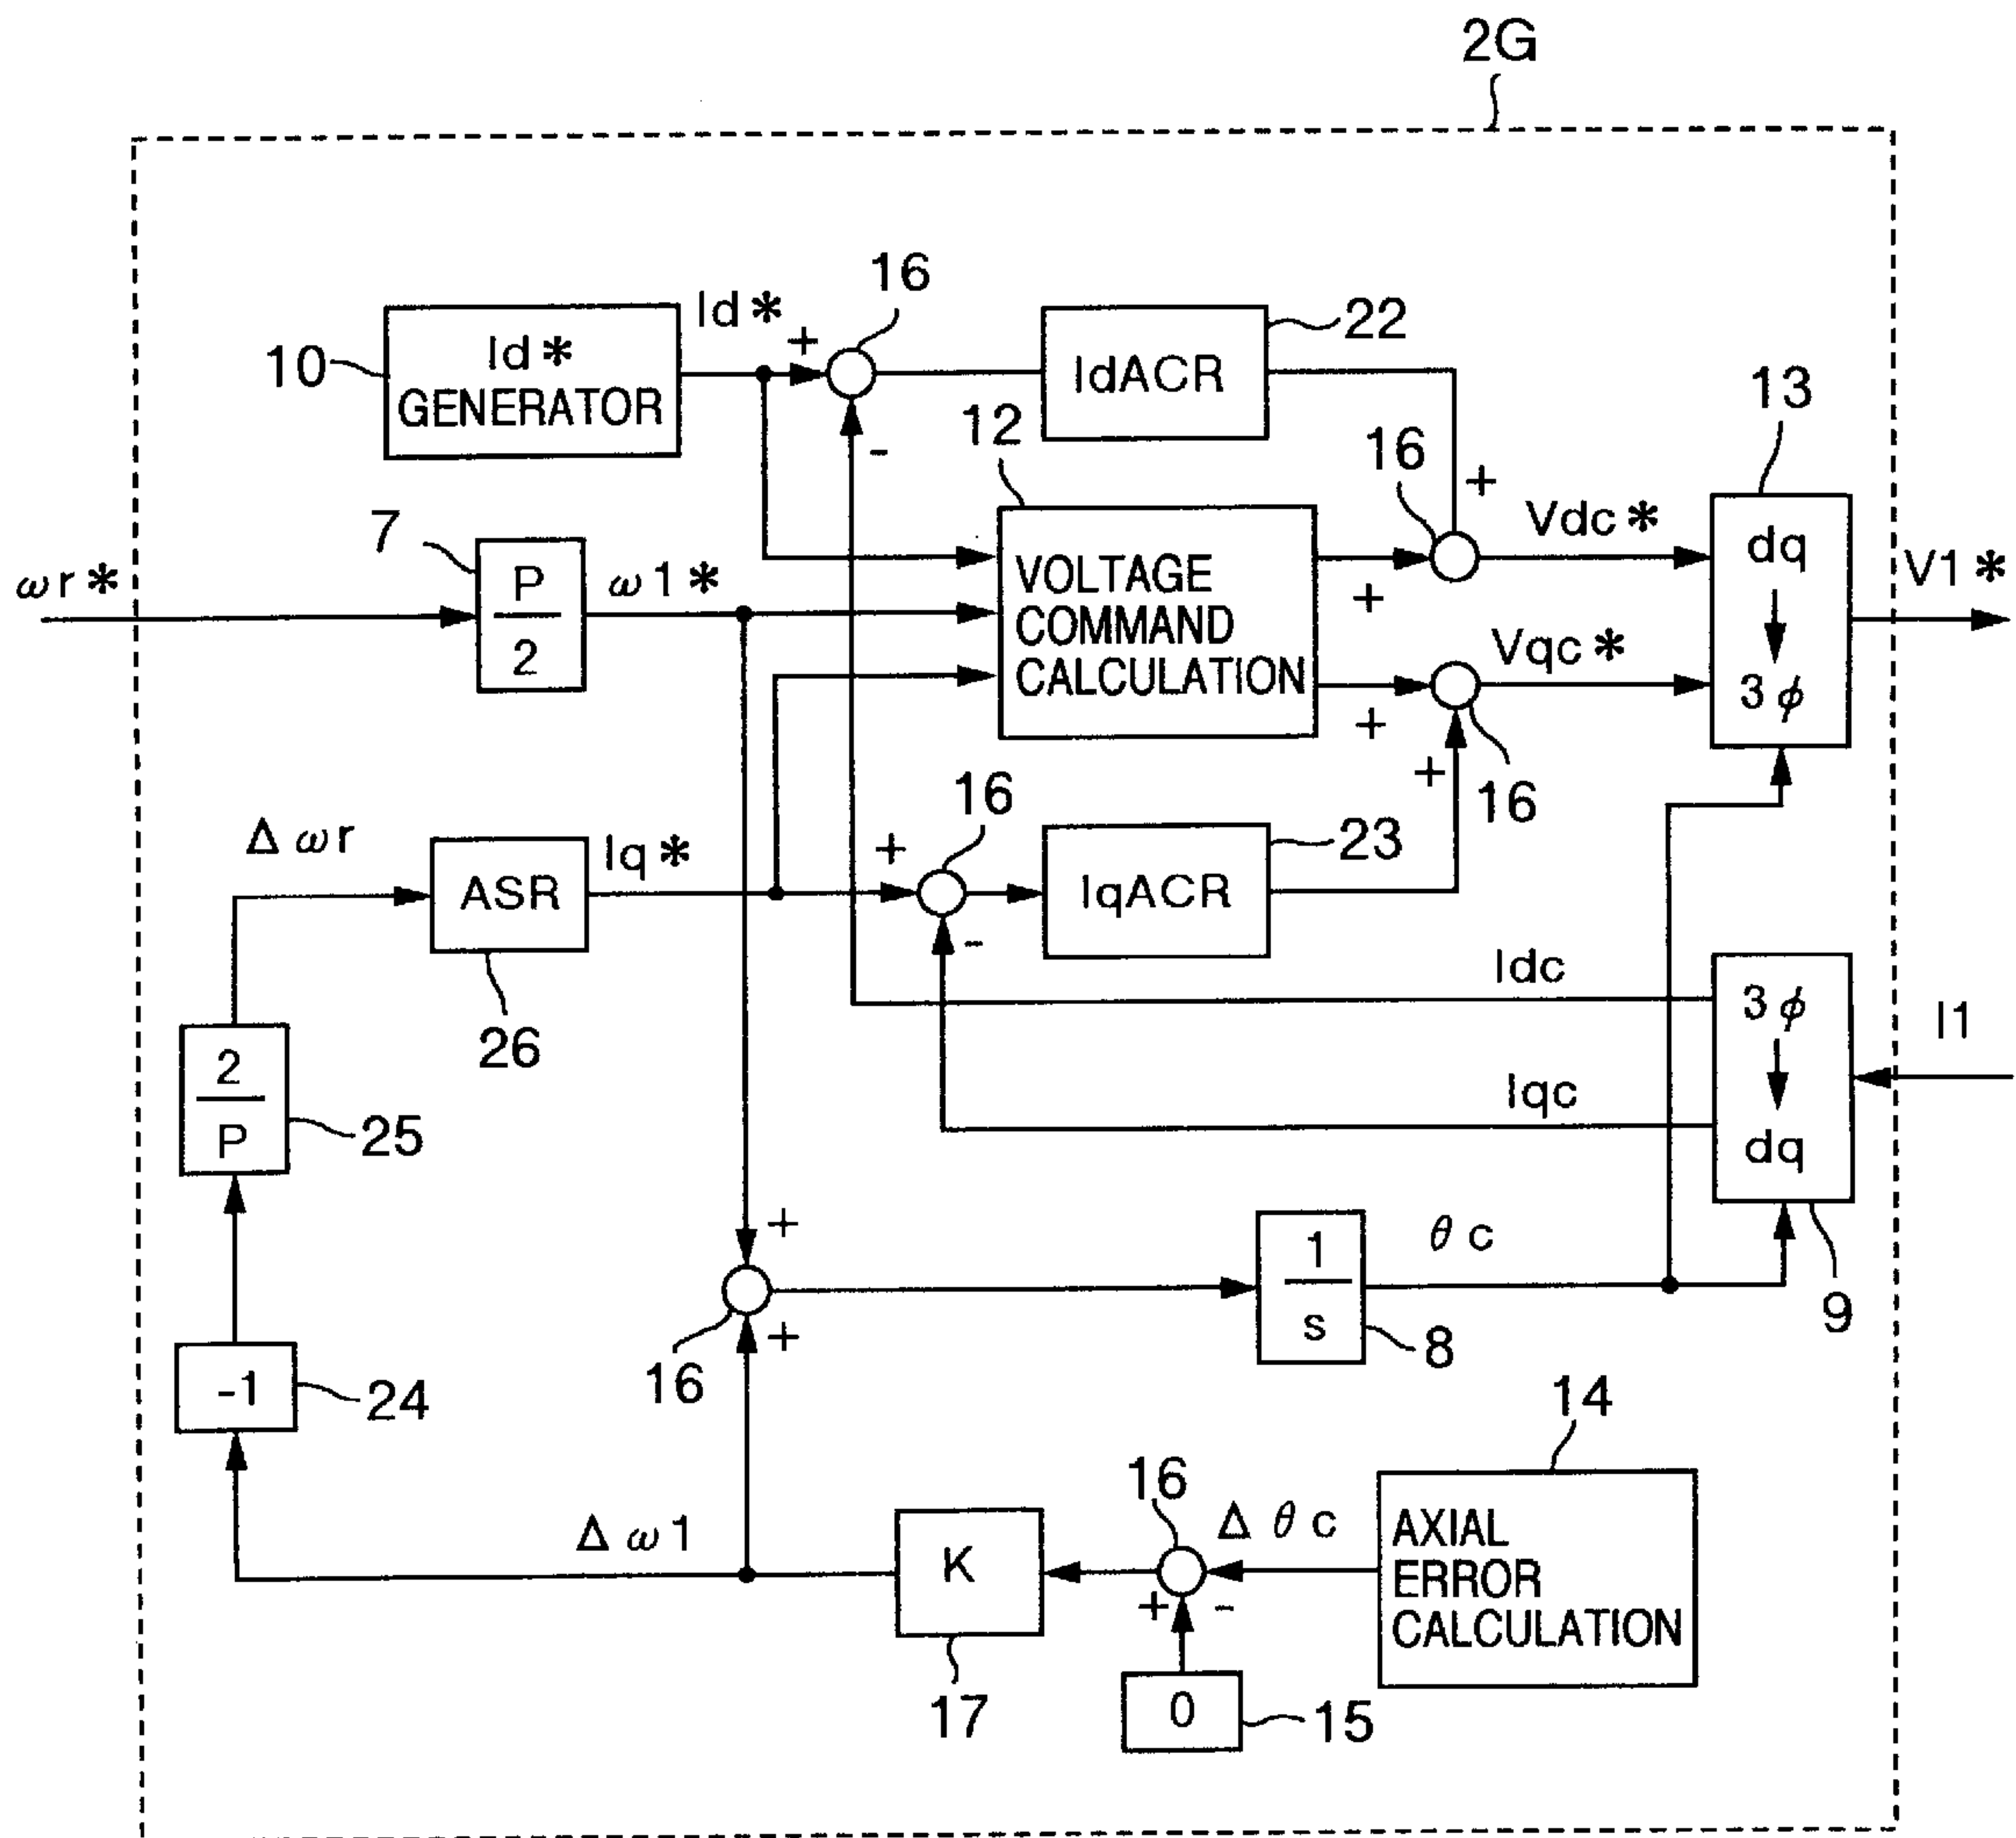 2G
16
Id*
22
10
Id*
GENERATOR
+
IdACR
-
12
16
+
13
7
ωr*
P
2
ω1*
VOLTAGE
COMMAND
CALCULATION
+
Vdc*
dq
3φ
V1*
+
Vqc*
+
16
16
Δωr
ASR
Iq*
+
IqACR
23
-
26
Idc
3φ
dq
I1
2
P
25
Iqc
+
1
s
θc
9
16
+
8
-1
24
14
16
Δω1
K
Δθc
AXIAL
ERROR
CALCULATION
+
-
17
0
15